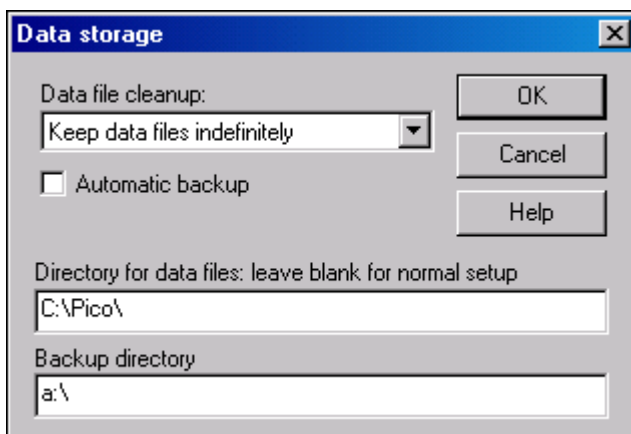 Data storage
Data file cleanup:
OK
Keep data files indefinitely
Cancel
Automatic backup
Help
Directory for data files: leave blank for normal setup
C:\Pico\
Backup directory
a:\